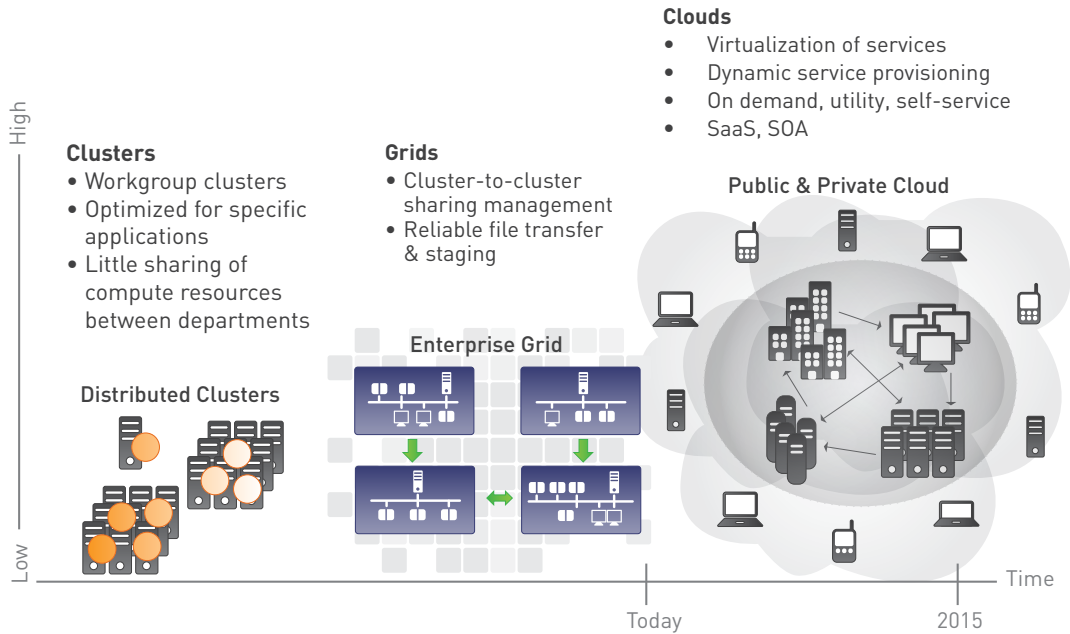 Clouds
• Virtualization of services
• Dynamic service provisioning
• On demand, utility, self-service
• SaaS, SOA
High
Clusters
• Workgroup clusters
• Optimized for specific
applications
• Little sharing of
compute resources
between departments
Grids
• Cluster-to-cluster
sharing management
• Reliable file transfer
& staging
Public & Private Cloud
Enterprise Grid
Distributed Clusters
Low
Time
Today
2015